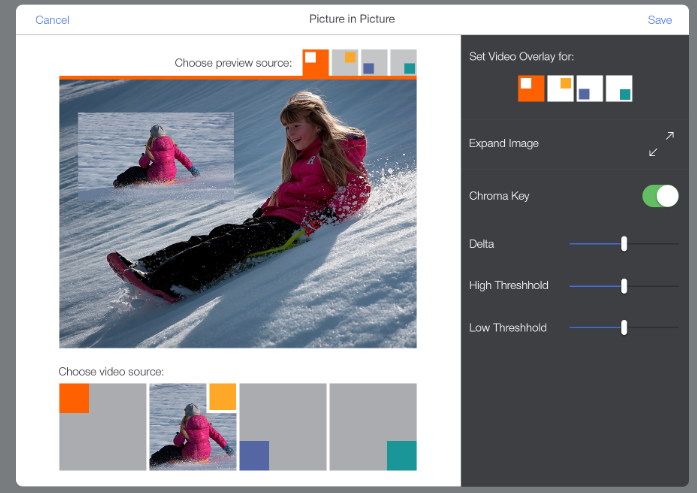 Cancel
Picture in Picture
Save
Choose preview source:
Set Video Overlay for:
Expand Image
Chroma Key
Delta
High Threshhold
Low Threshhold
Choose video source: